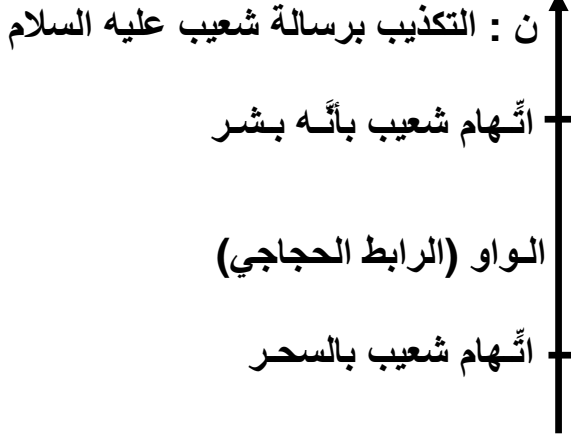 ن : التكذيب برسالة شعيب عليه السلام
اتِّـهام شعيب بأنَّـه بـشـر
الـواو (الرابط الحجاجي)
اتِّـهام شعيب بالسحـر